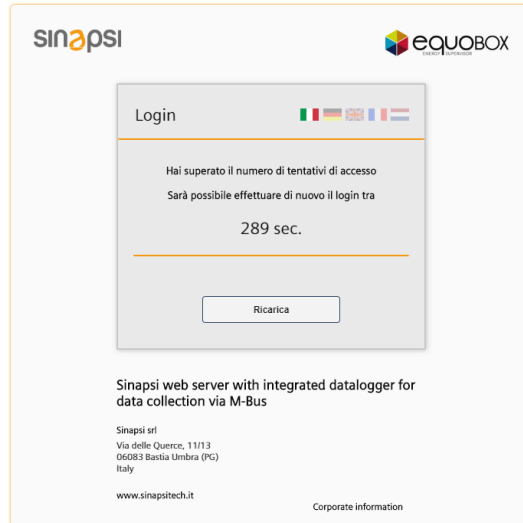 sinapsi
equobox
ENERGY SUPERVISOR
Login
Hai superato il numero di tentativi di accesso
Sarà possibile effettuare di nuovo il login tra
289 sec.
Ricarica
Sinapsi web server with integrated datalogger for
data collection via M-Bus
Sinapsi srl
Via delle Querce, 11/13
06083 Bastia Umbra (PG)
Italy
www.sinapsitech.it
Corporate information